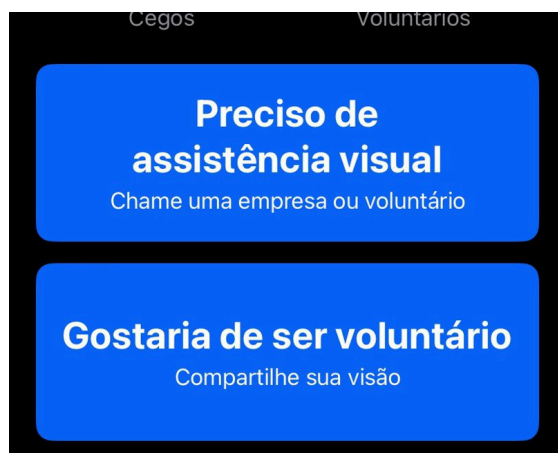 Cegos Voluntários
Preciso de
assistência visual
Chame uma empresa ou voluntário
Gostaria de ser voluntário
Compartilhe sua visão